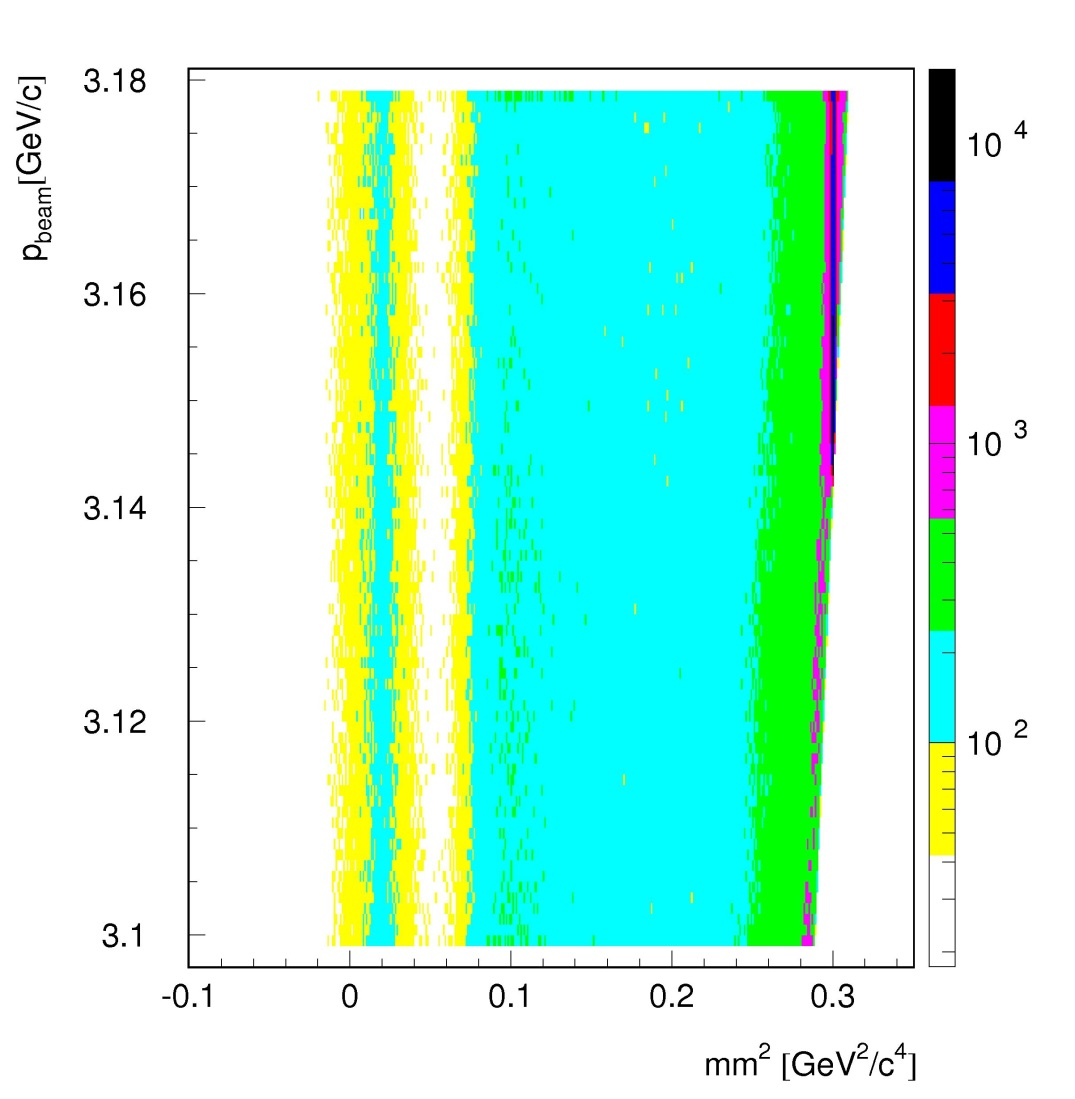 p_beam[GeV/c]
3.18
3.16
3.14
3.12
3.1
-0.1 0 0.1 0.2 0.3
mm² [GeV²/c⁴]
10⁴
10³
10²